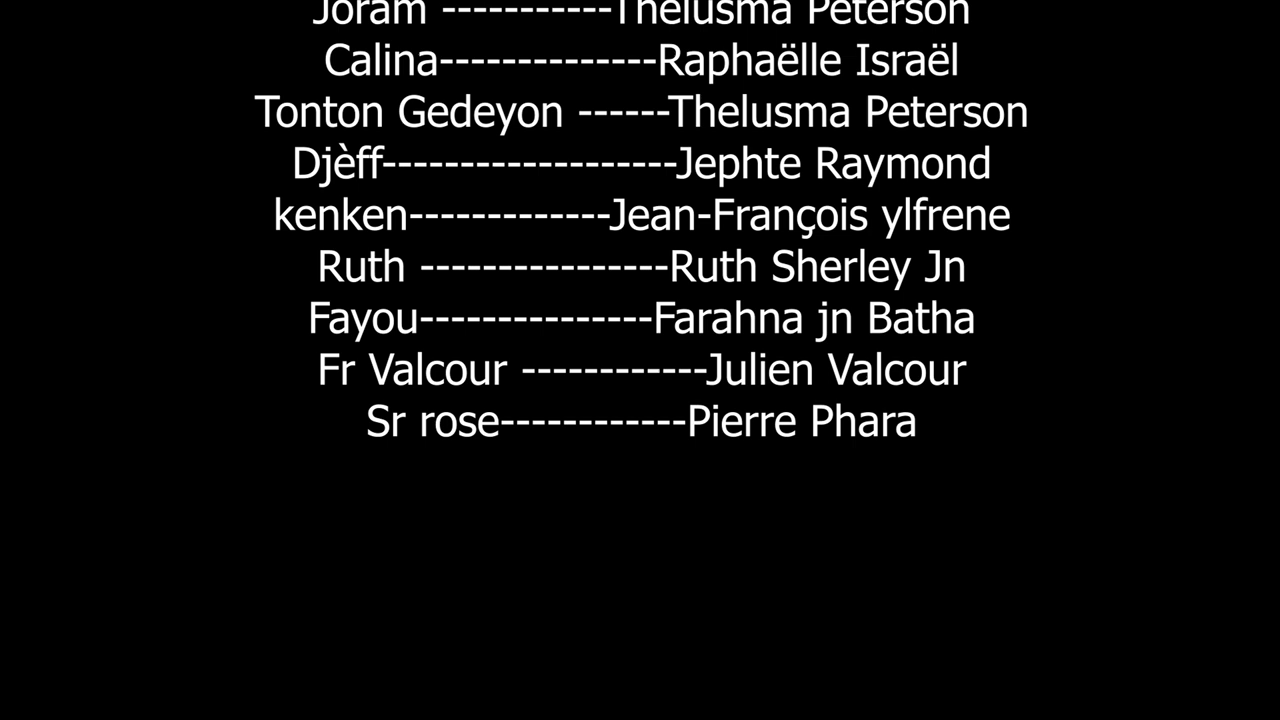 Joram -----------Thelusma Peterson
Calina--------------Raphaëlle Israël
Tonton Gedeyon ------Thelusma Peterson
Djèff-------------------Jephte Raymond
kenken-------------Jean-François ylfrene
Ruth ----------------Ruth Sherley Jn
Fayou---------------Farahna jn Batha
Fr Valcour ------------Julien Valcour
Sr rose------------Pierre Phara